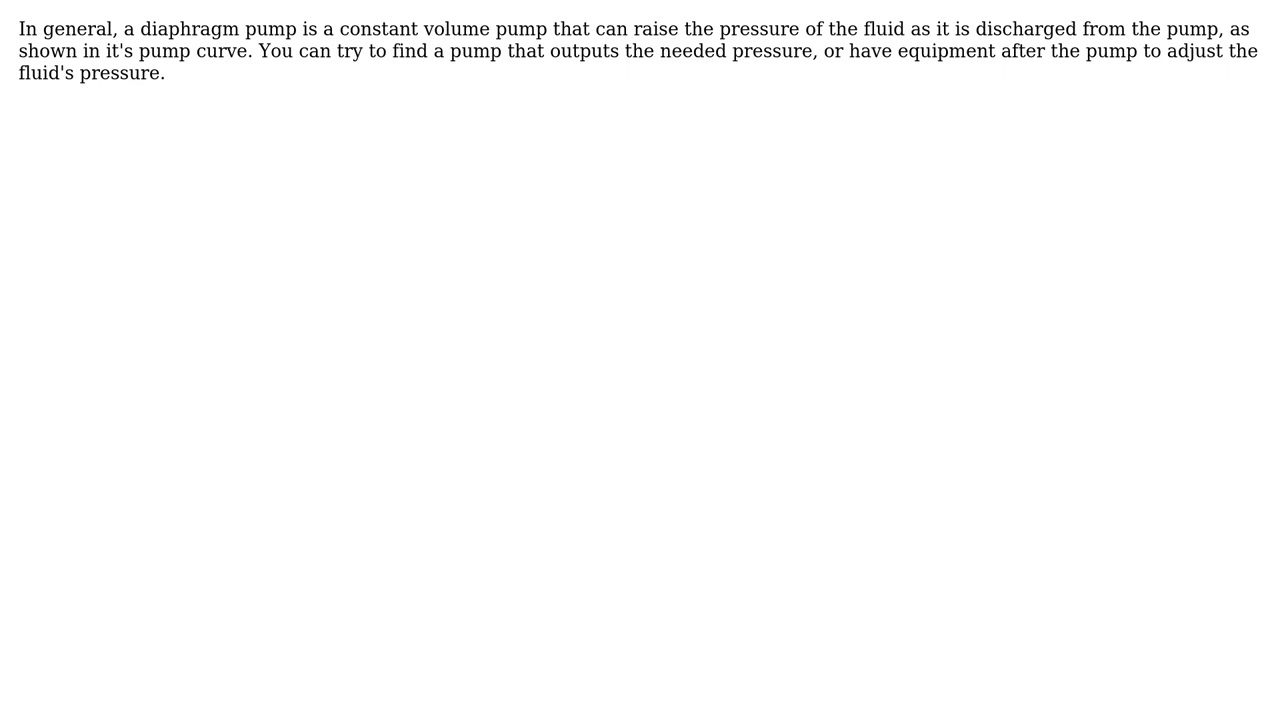 In general, a diaphragm pump is a constant volume pump that can raise the pressure of the fluid as it is discharged from the pump, as
shown in it's pump curve. You can try to find a pump that outputs the needed pressure, or have equipment after the pump to adjust the
fluid's pressure.